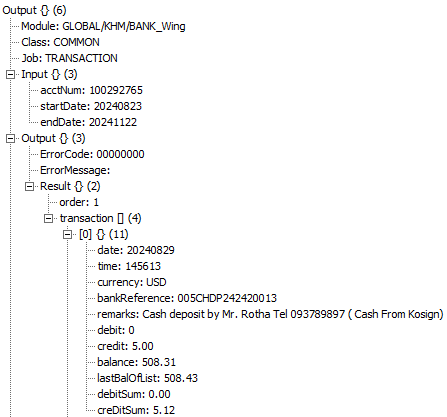 Output {} (6)
Module: GLOBAL/KHM/BANK_Wing
Class: COMMON
Job: TRANSACTION
Input {} (3)
acctNum: 100292765
startDate: 20240823
endDate: 20241122
Output {} (3)
ErrorCode: 00000000
ErrorMessage:
Result {} (2)
order: 1
transaction [] (4)
[0] {} (11)
date: 20240829
time: 145613
currency: USD
bankReference: 005CHDP242420013
remarks: Cash deposit by Mr. Rotha Tel 093789897 ( Cash From Kosign)
debit: 0
credit: 5.00
balance: 508.31
lastBalOfList: 508.43
debitSum: 0.00
creDitSum: 5.12